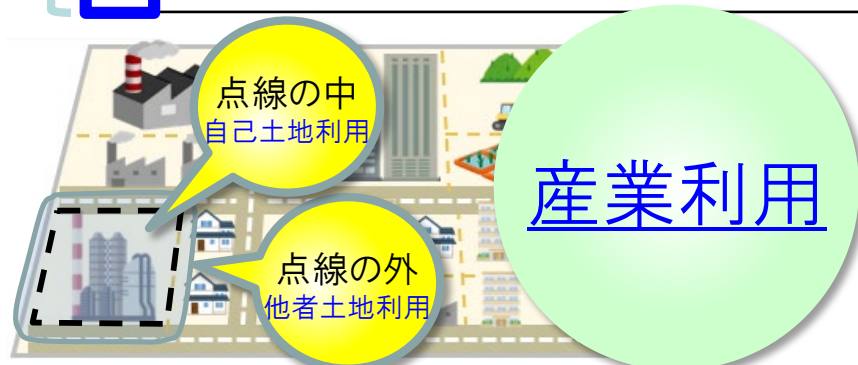 点線の中
自己土地利用
産業利用
点線の外
他者土地利用